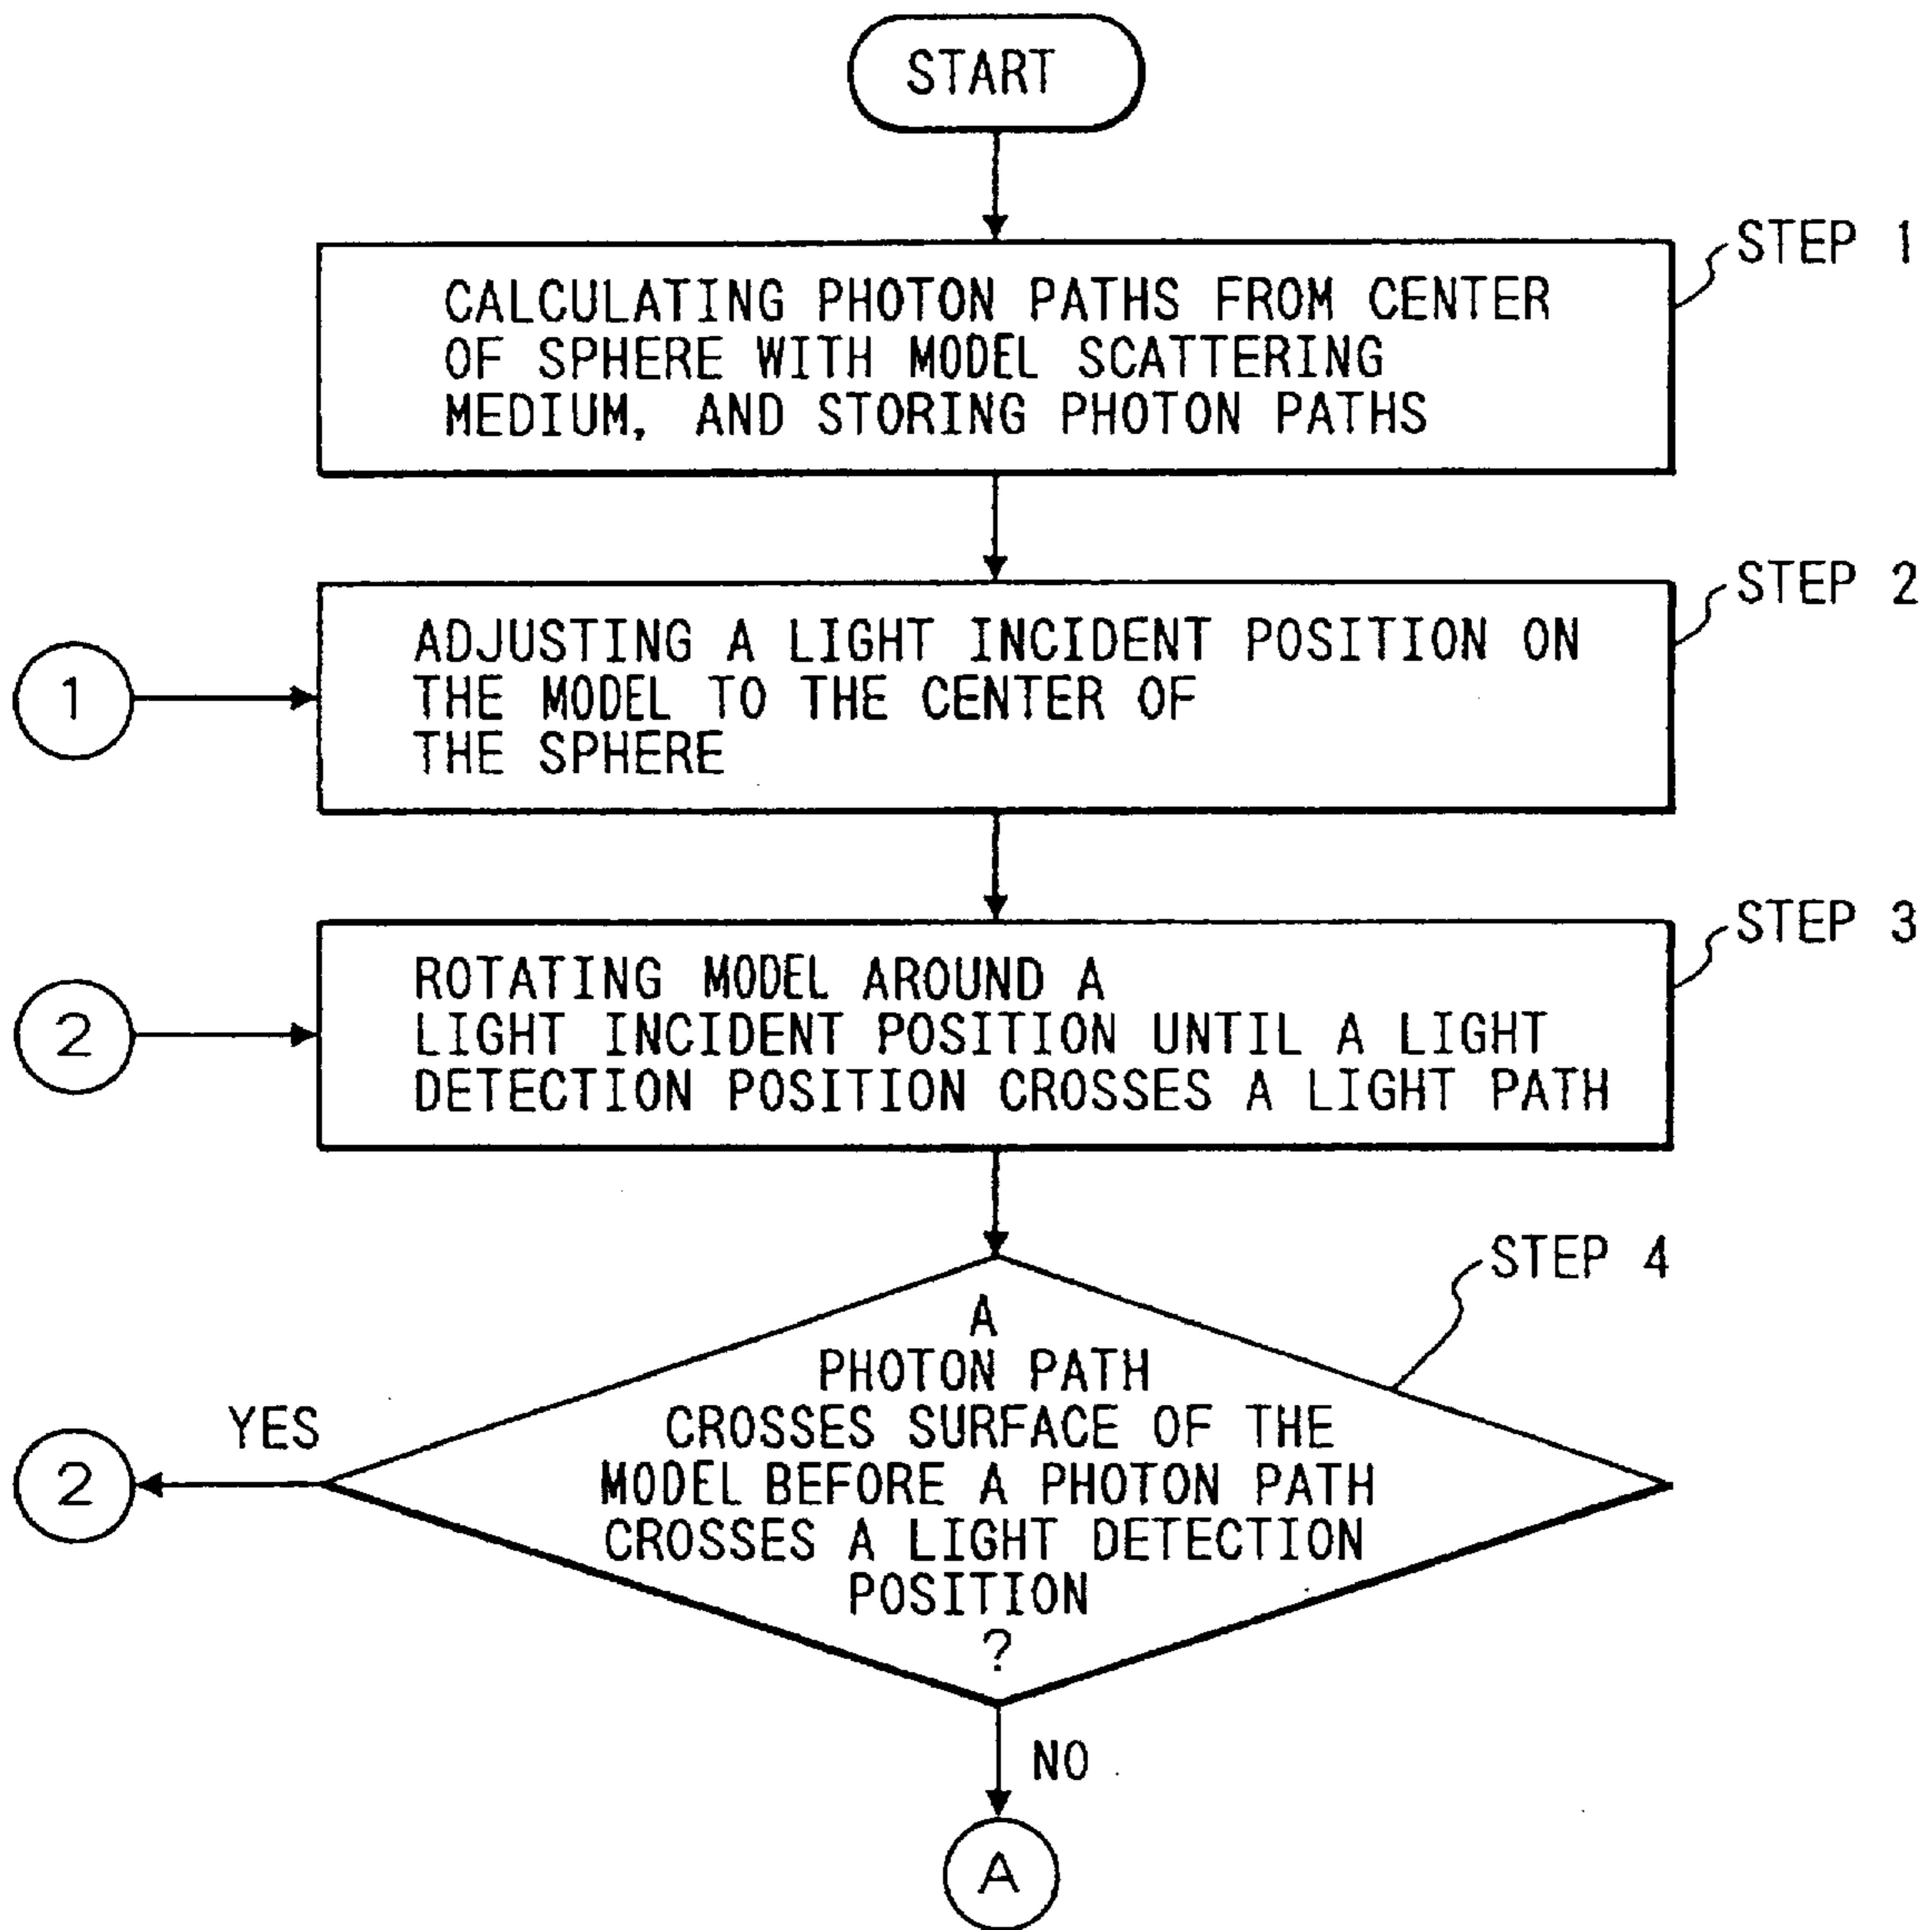 START
STEP 1
CALCULATING PHOTON PATHS FROM CENTER
OF SPHERE WITH MODEL SCATTERING
MEDIUM, AND STORING PHOTON PATHS
STEP 2
1
ADJUSTING A LIGHT INCIDENT POSITION ON
THE MODEL TO THE CENTER OF
THE SPHERE
STEP 3
2
ROTATING MODEL AROUND A
LIGHT INCIDENT POSITION UNTIL A LIGHT
DETECTION POSITION CROSSES A LIGHT PATH
STEP 4
A
PHOTON PATH
CROSSES SURFACE OF THE
MODEL BEFORE A PHOTON PATH
CROSSES A LIGHT DETECTION
POSITION
?
YES
2
NO
A